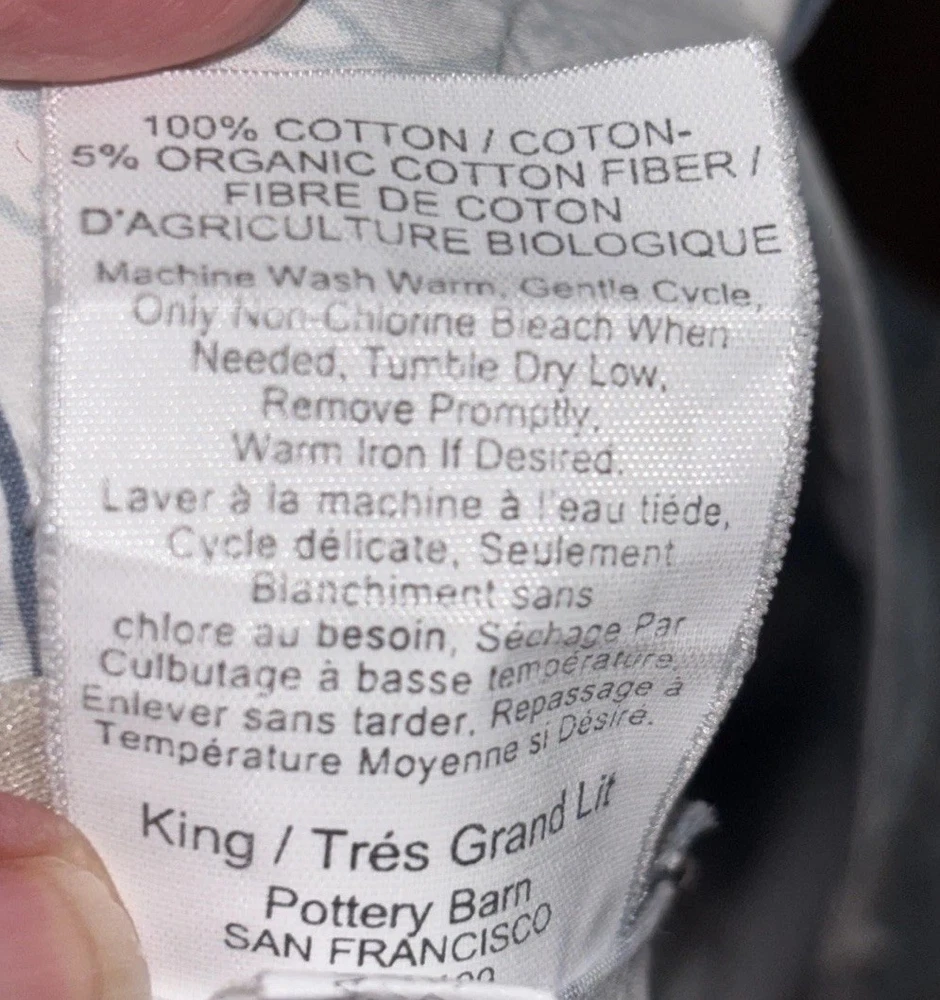 100% COTTON / COTON-
5% ORGANIC COTTON FIBER /
FIBRE DE COTON
D'AGRICULTURE BIOLOGIQUE
Machine Wash Warm, Gentle Cycle,
Only Non-Chlorine Bleach When
Needed, Tumble Dry Low,
Remove Promptly,
Warm Iron If Desired.
Laver à la machine à l'eau tiéde,
Cycle délicate, Seulement
Blanchiment sans
chlore au besoin, Séchage Par
Culbutage à basse température,
Enlever sans tarder, Repassage à
Température Moyenne si Désiré.
King / Trés Grand Lit
Pottery Barn
SAN FRANCISCO